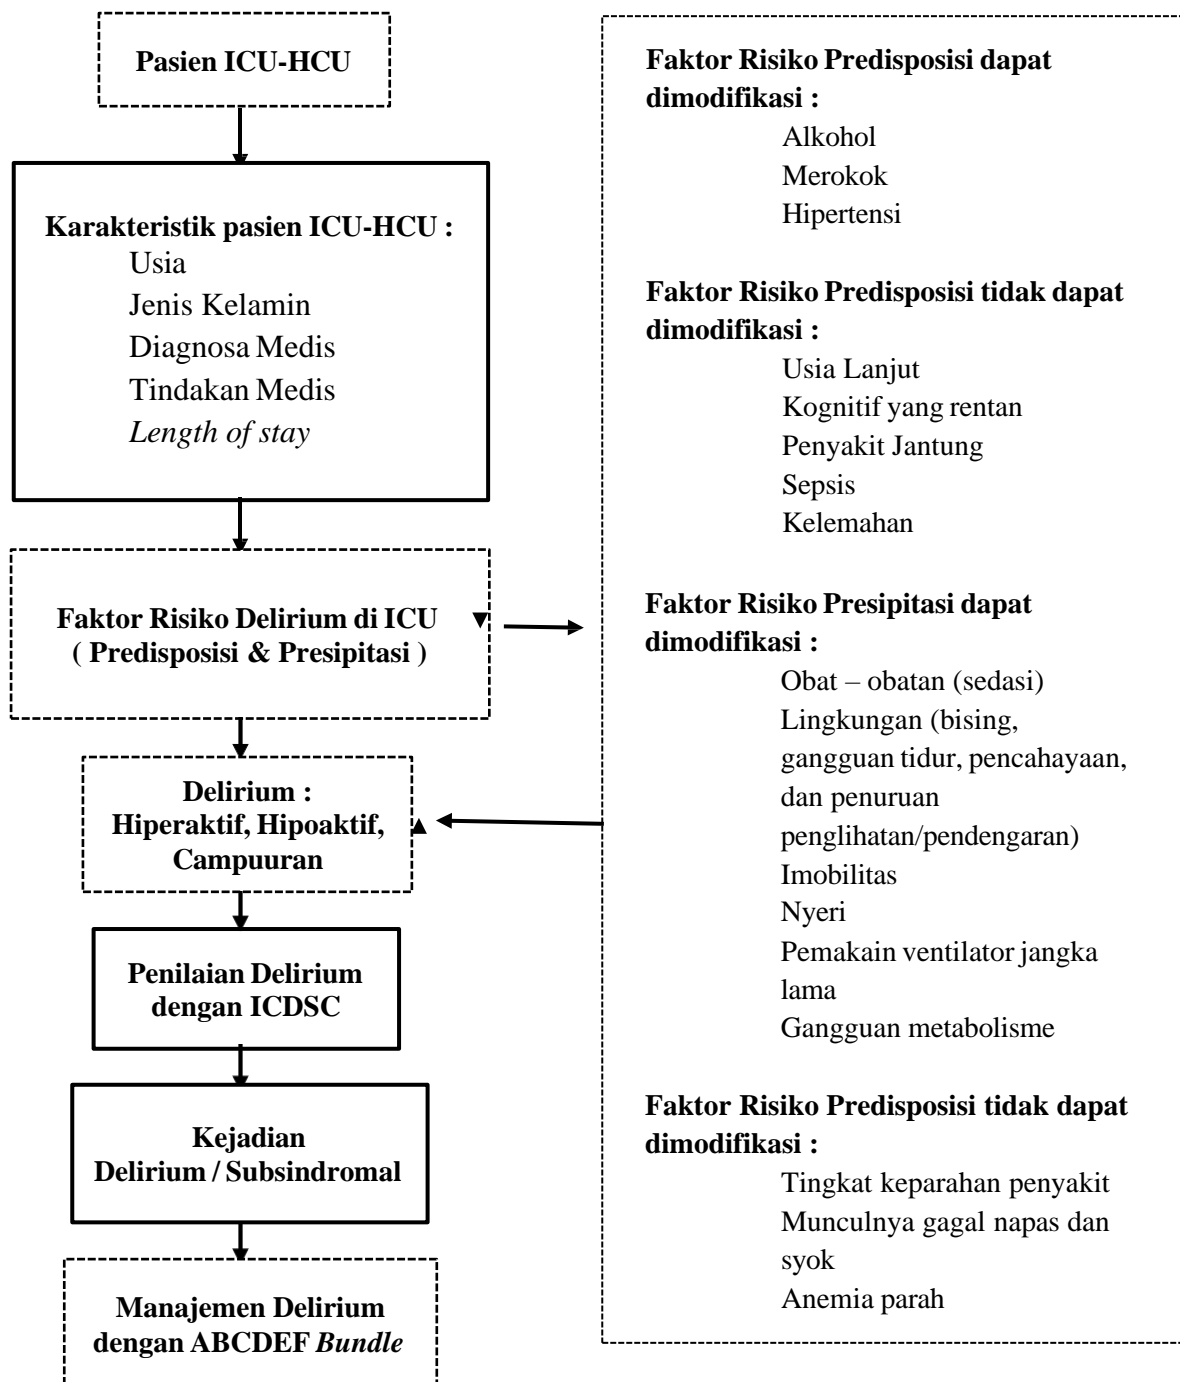 Pasien ICU-HCU
Karakteristik pasien ICU-HCU :
Usia
Jenis Kelamin
Diagnosa Medis
Tindakan Medis
Length of stay
Faktor Risiko Delirium di ICU
( Predisposisi & Presipitasi )
Delirium :
Hiperaktif, Hipoaktif,
Campuuran
Penilaian Delirium
dengan ICDSC
Kejadian
Delirium / Subsindromal
Manajemen Delirium
dengan ABCDEF Bundle
Faktor Risiko Predisposisi dapat
dimodifikasi :
Alkohol
Merokok
Hipertensi
Faktor Risiko Predisposisi tidak dapat
dimodifikasi :
Usia Lanjut
Kognitif yang rentan
Penyakit Jantung
Sepsis
Kelemahan
Faktor Risiko Presipitasi dapat
dimodifikasi :
Obat – obatan (sedasi)
Lingkungan (bising,
gangguan tidur, pencahayaan,
dan penuruan
penglihatan/pendengaran)
Imobilitas
Nyeri
Pemakain ventilator jangka
lama
Gangguan metabolisme
Faktor Risiko Predisposisi tidak dapat
dimodifikasi :
Tingkat keparahan penyakit
Munculnya gagal napas dan
syok
Anemia parah